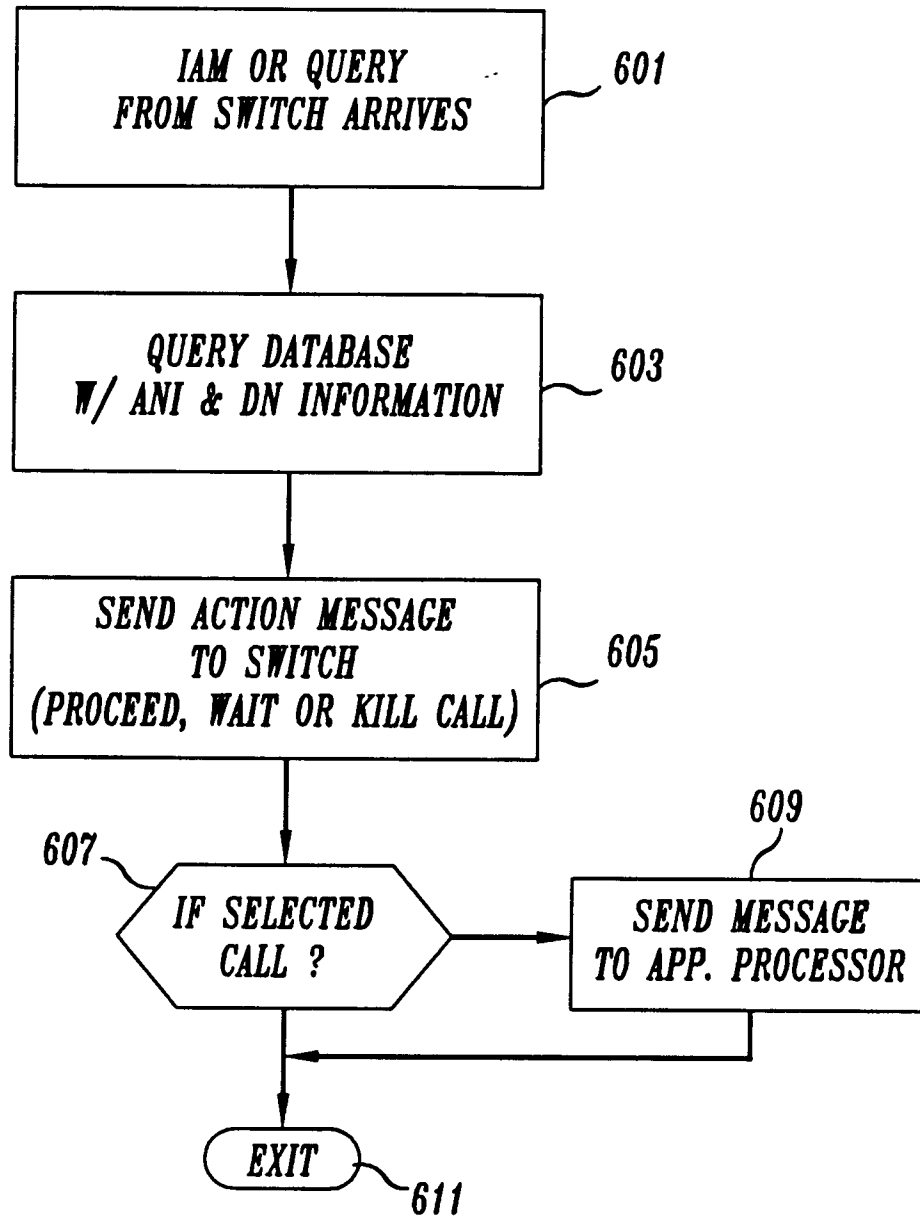 IAM OR QUERY
FROM SWITCH ARRIVES
601
QUERY DATABASE
W/ ANI & DN INFORMATION
603
SEND ACTION MESSAGE
TO SWITCH
(PROCEED, WAIT OR KILL CALL)
605
607
IF SELECTED
CALL ?
609
SEND MESSAGE
TO APP. PROCESSOR
EXIT
611